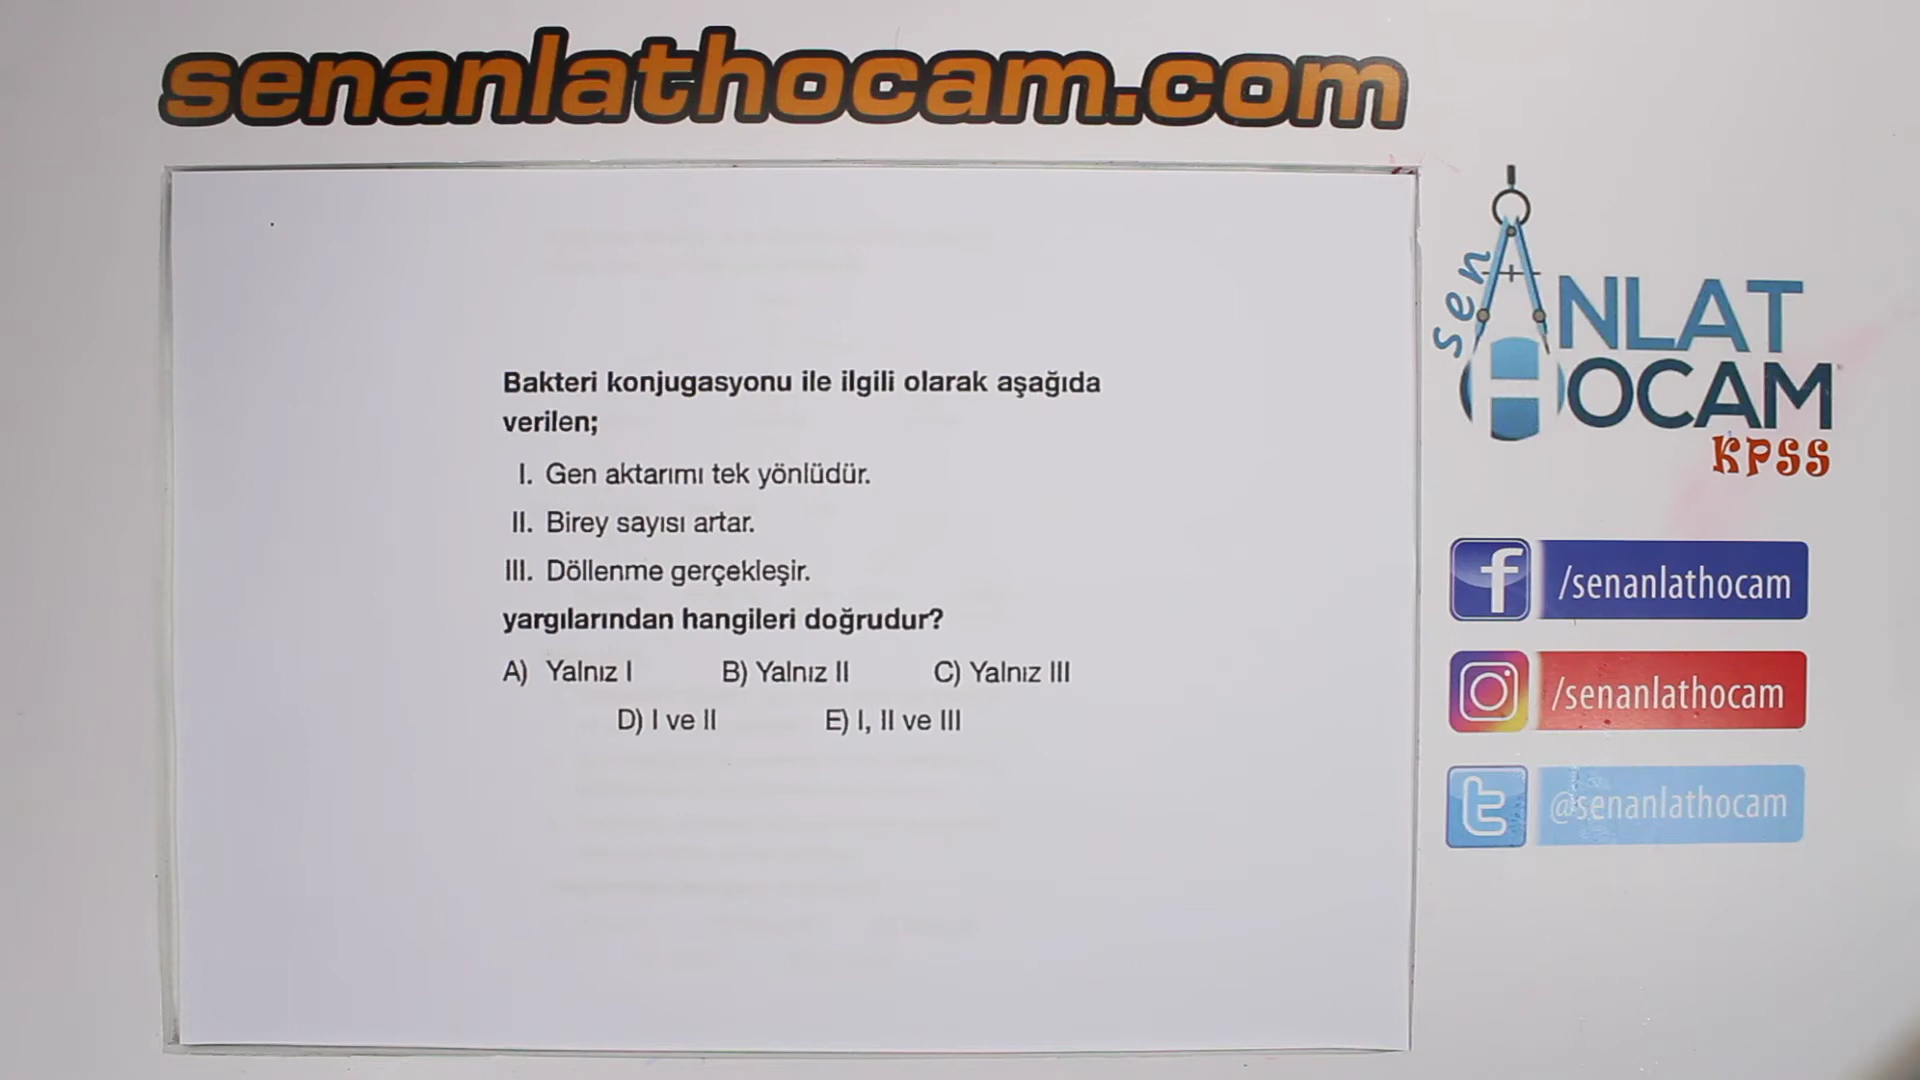 senanlathocam.com
Bakteri konjugasyonu ile ilgili olarak aşağıda
verilen;
I. Gen aktarımı tek yönlüdür.
II. Birey sayısı artar.
III. Döllenme gerçekleşir.
yargılarından hangileri doğrudur?
A) Yalnız I B) Yalnız II C) Yalnız III
D) I ve II E) I, II ve III
sen
ANLAT
HOCAM
KPSS
/senanlathocam
/senanlathocam
@senanlathocam